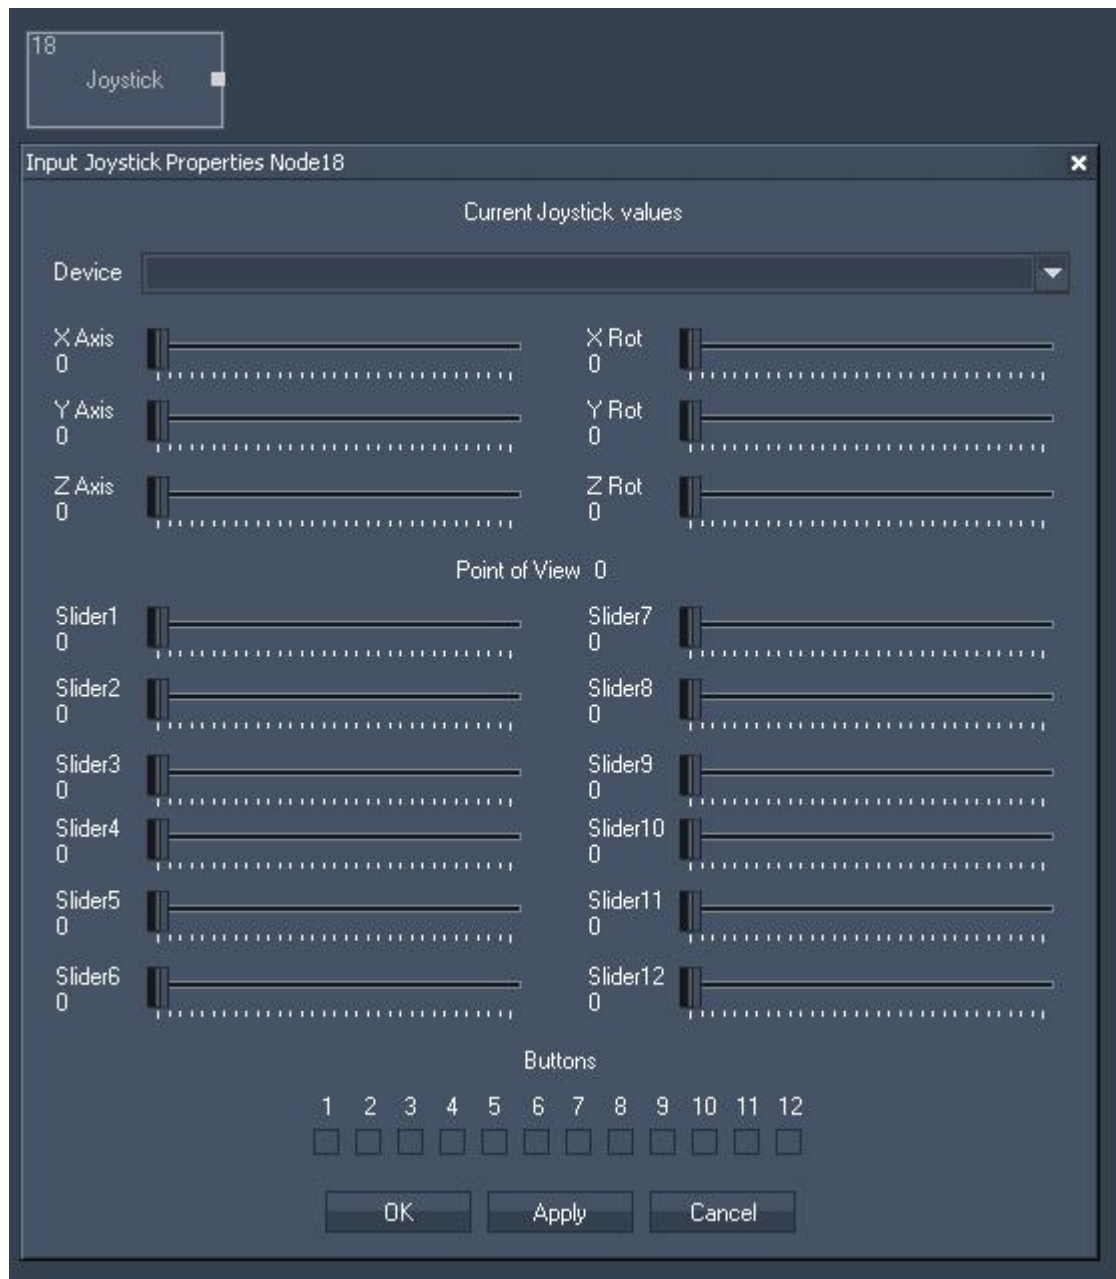 18
Joystick
Input Joystick Properties Node18
Current Joystick values
Device
X Axis
0
X Rot
0
Y Axis
0
Y Rot
0
Z Axis
0
Z Rot
0
Point of View 0
Slider1
0
Slider7
0
Slider2
0
Slider8
0
Slider3
0
Slider9
0
Slider4
0
Slider10
0
Slider5
0
Slider11
0
Slider6
0
Slider12
0
Buttons
1 2 3 4 5 6 7 8 9 10 11 12
OK Apply Cancel